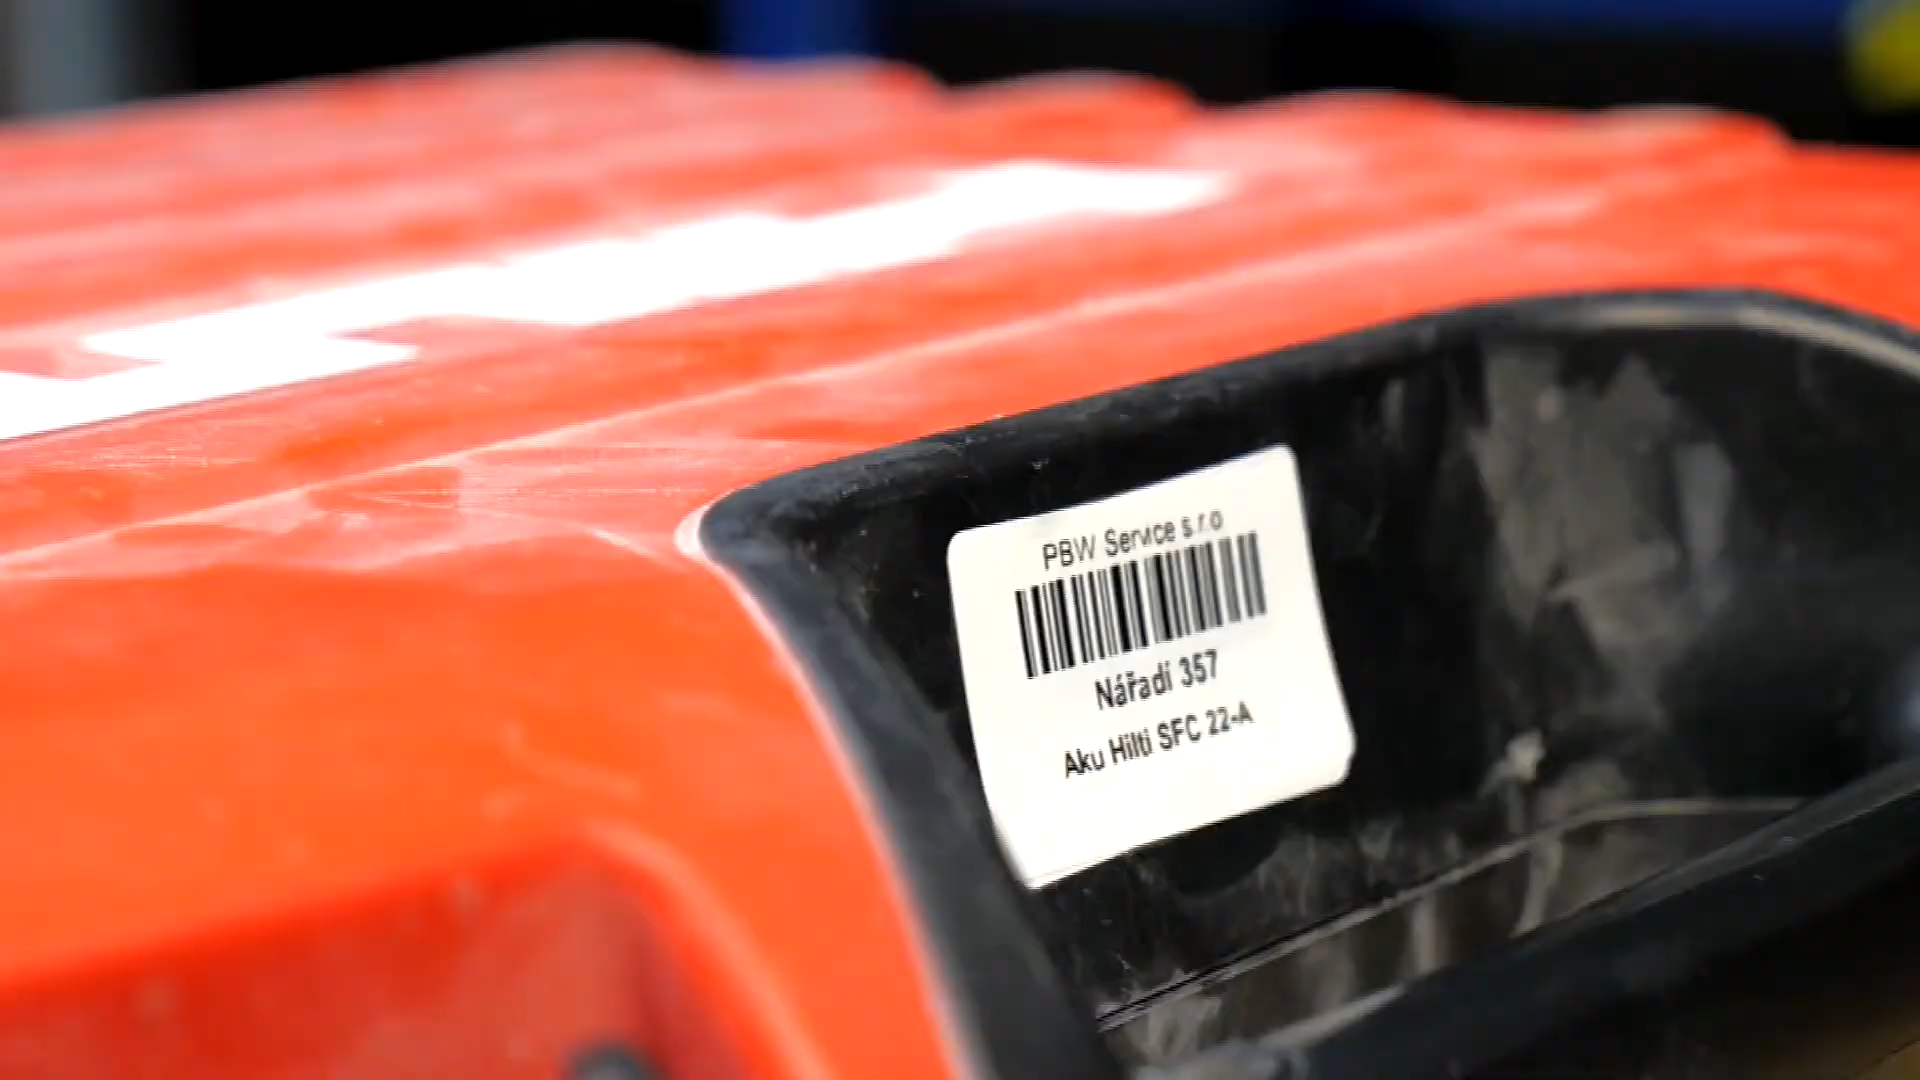 PBW Service s.r.o
Nářadí 357
Aku Hilti SFC 22-A